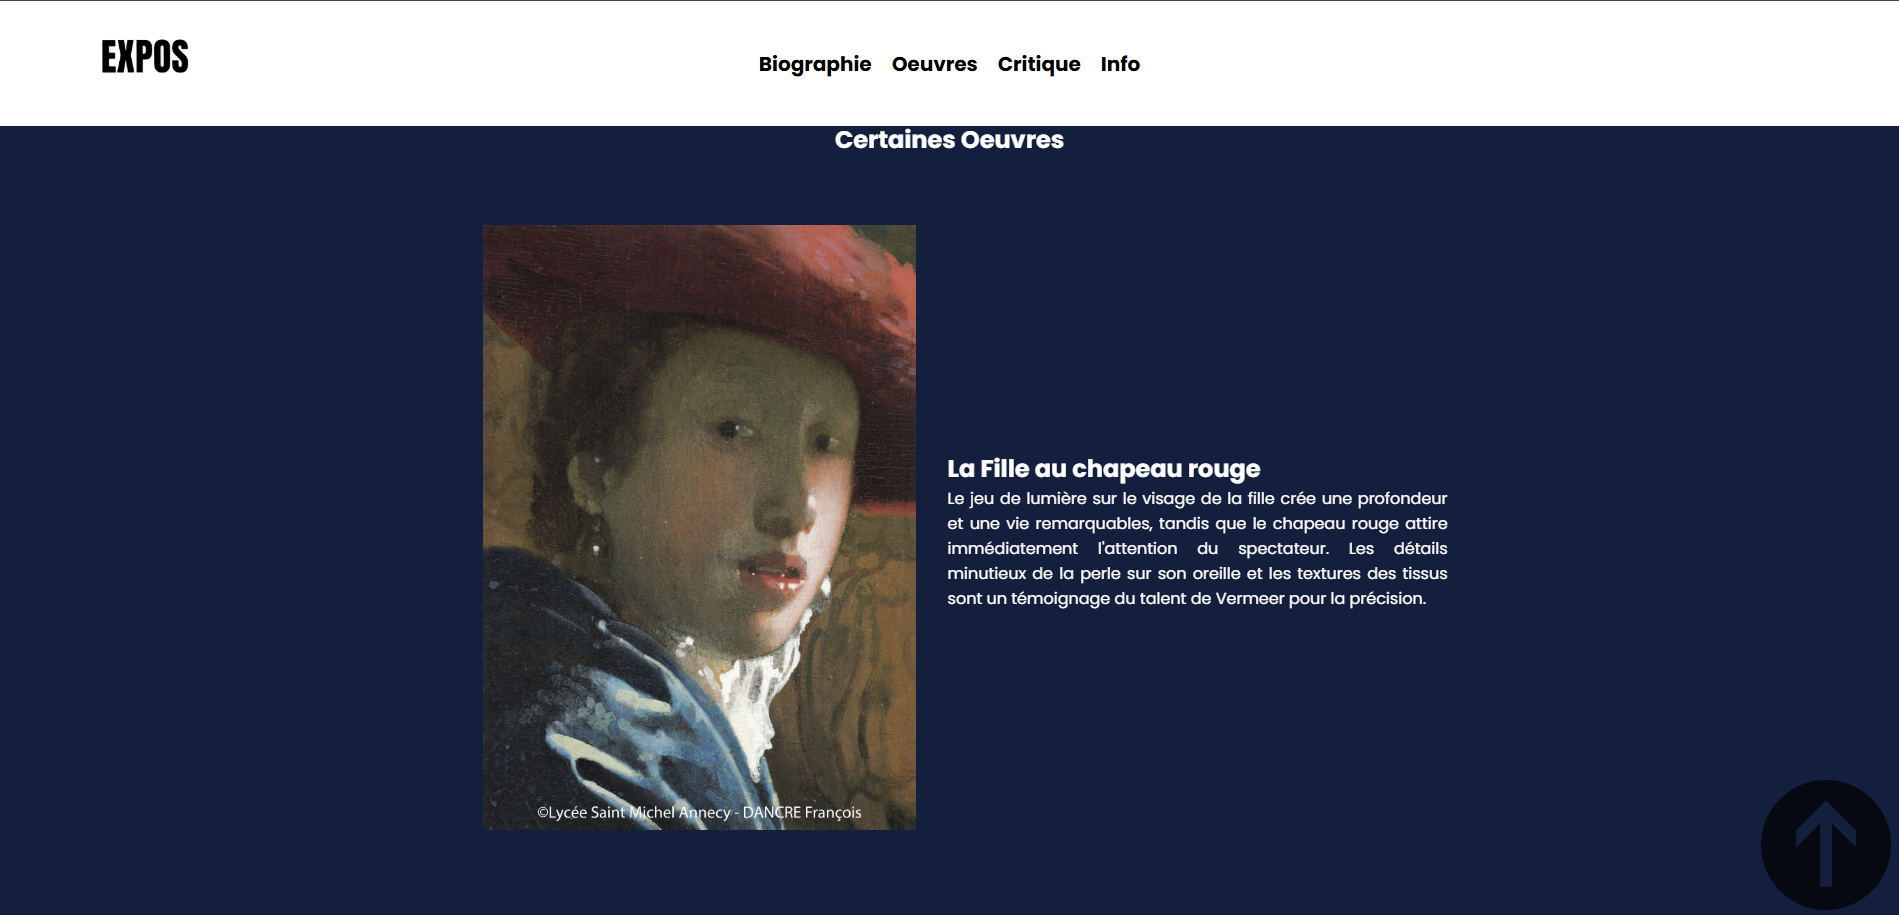 EXPOS
Biographie Oeuvres Critique Info
Certaines Oeuvres
La Fille au chapeau rouge
Le jeu de lumière sur le visage de la fille crée une profondeur
et une vie remarquables, tandis que le chapeau rouge attire
immédiatement l'attention du spectateur. Les détails
minutieux de la perle sur son oreille et les textures des tissus
sont un témoignage du talent de Vermeer pour la précision.
©Lycée Saint Michel Annecy - DANCRE François